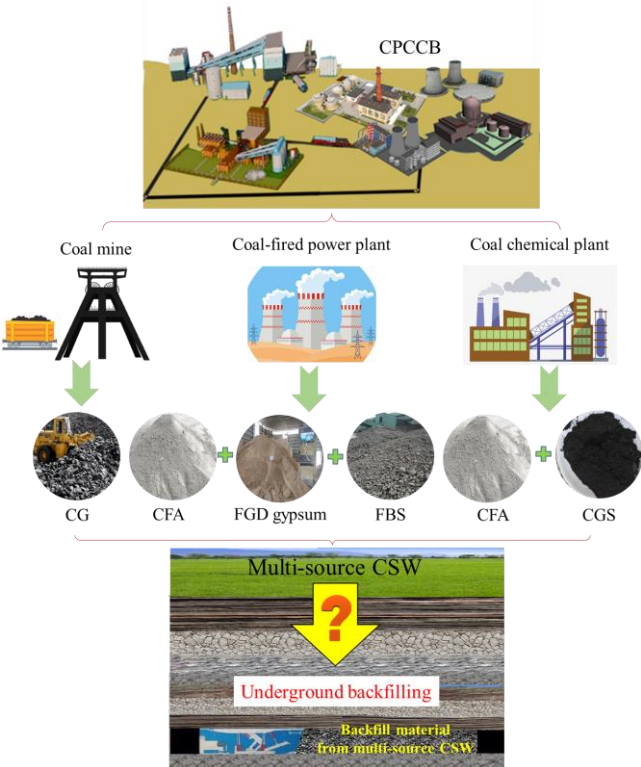 CPCCB
Coal mine
Coal-fired power plant
Coal chemical plant
CG
CFA
FGD gypsum
FBS
CFA
CGS
Multi-source CSW
?
Underground backfilling
Backfill material
from multi-source CSW